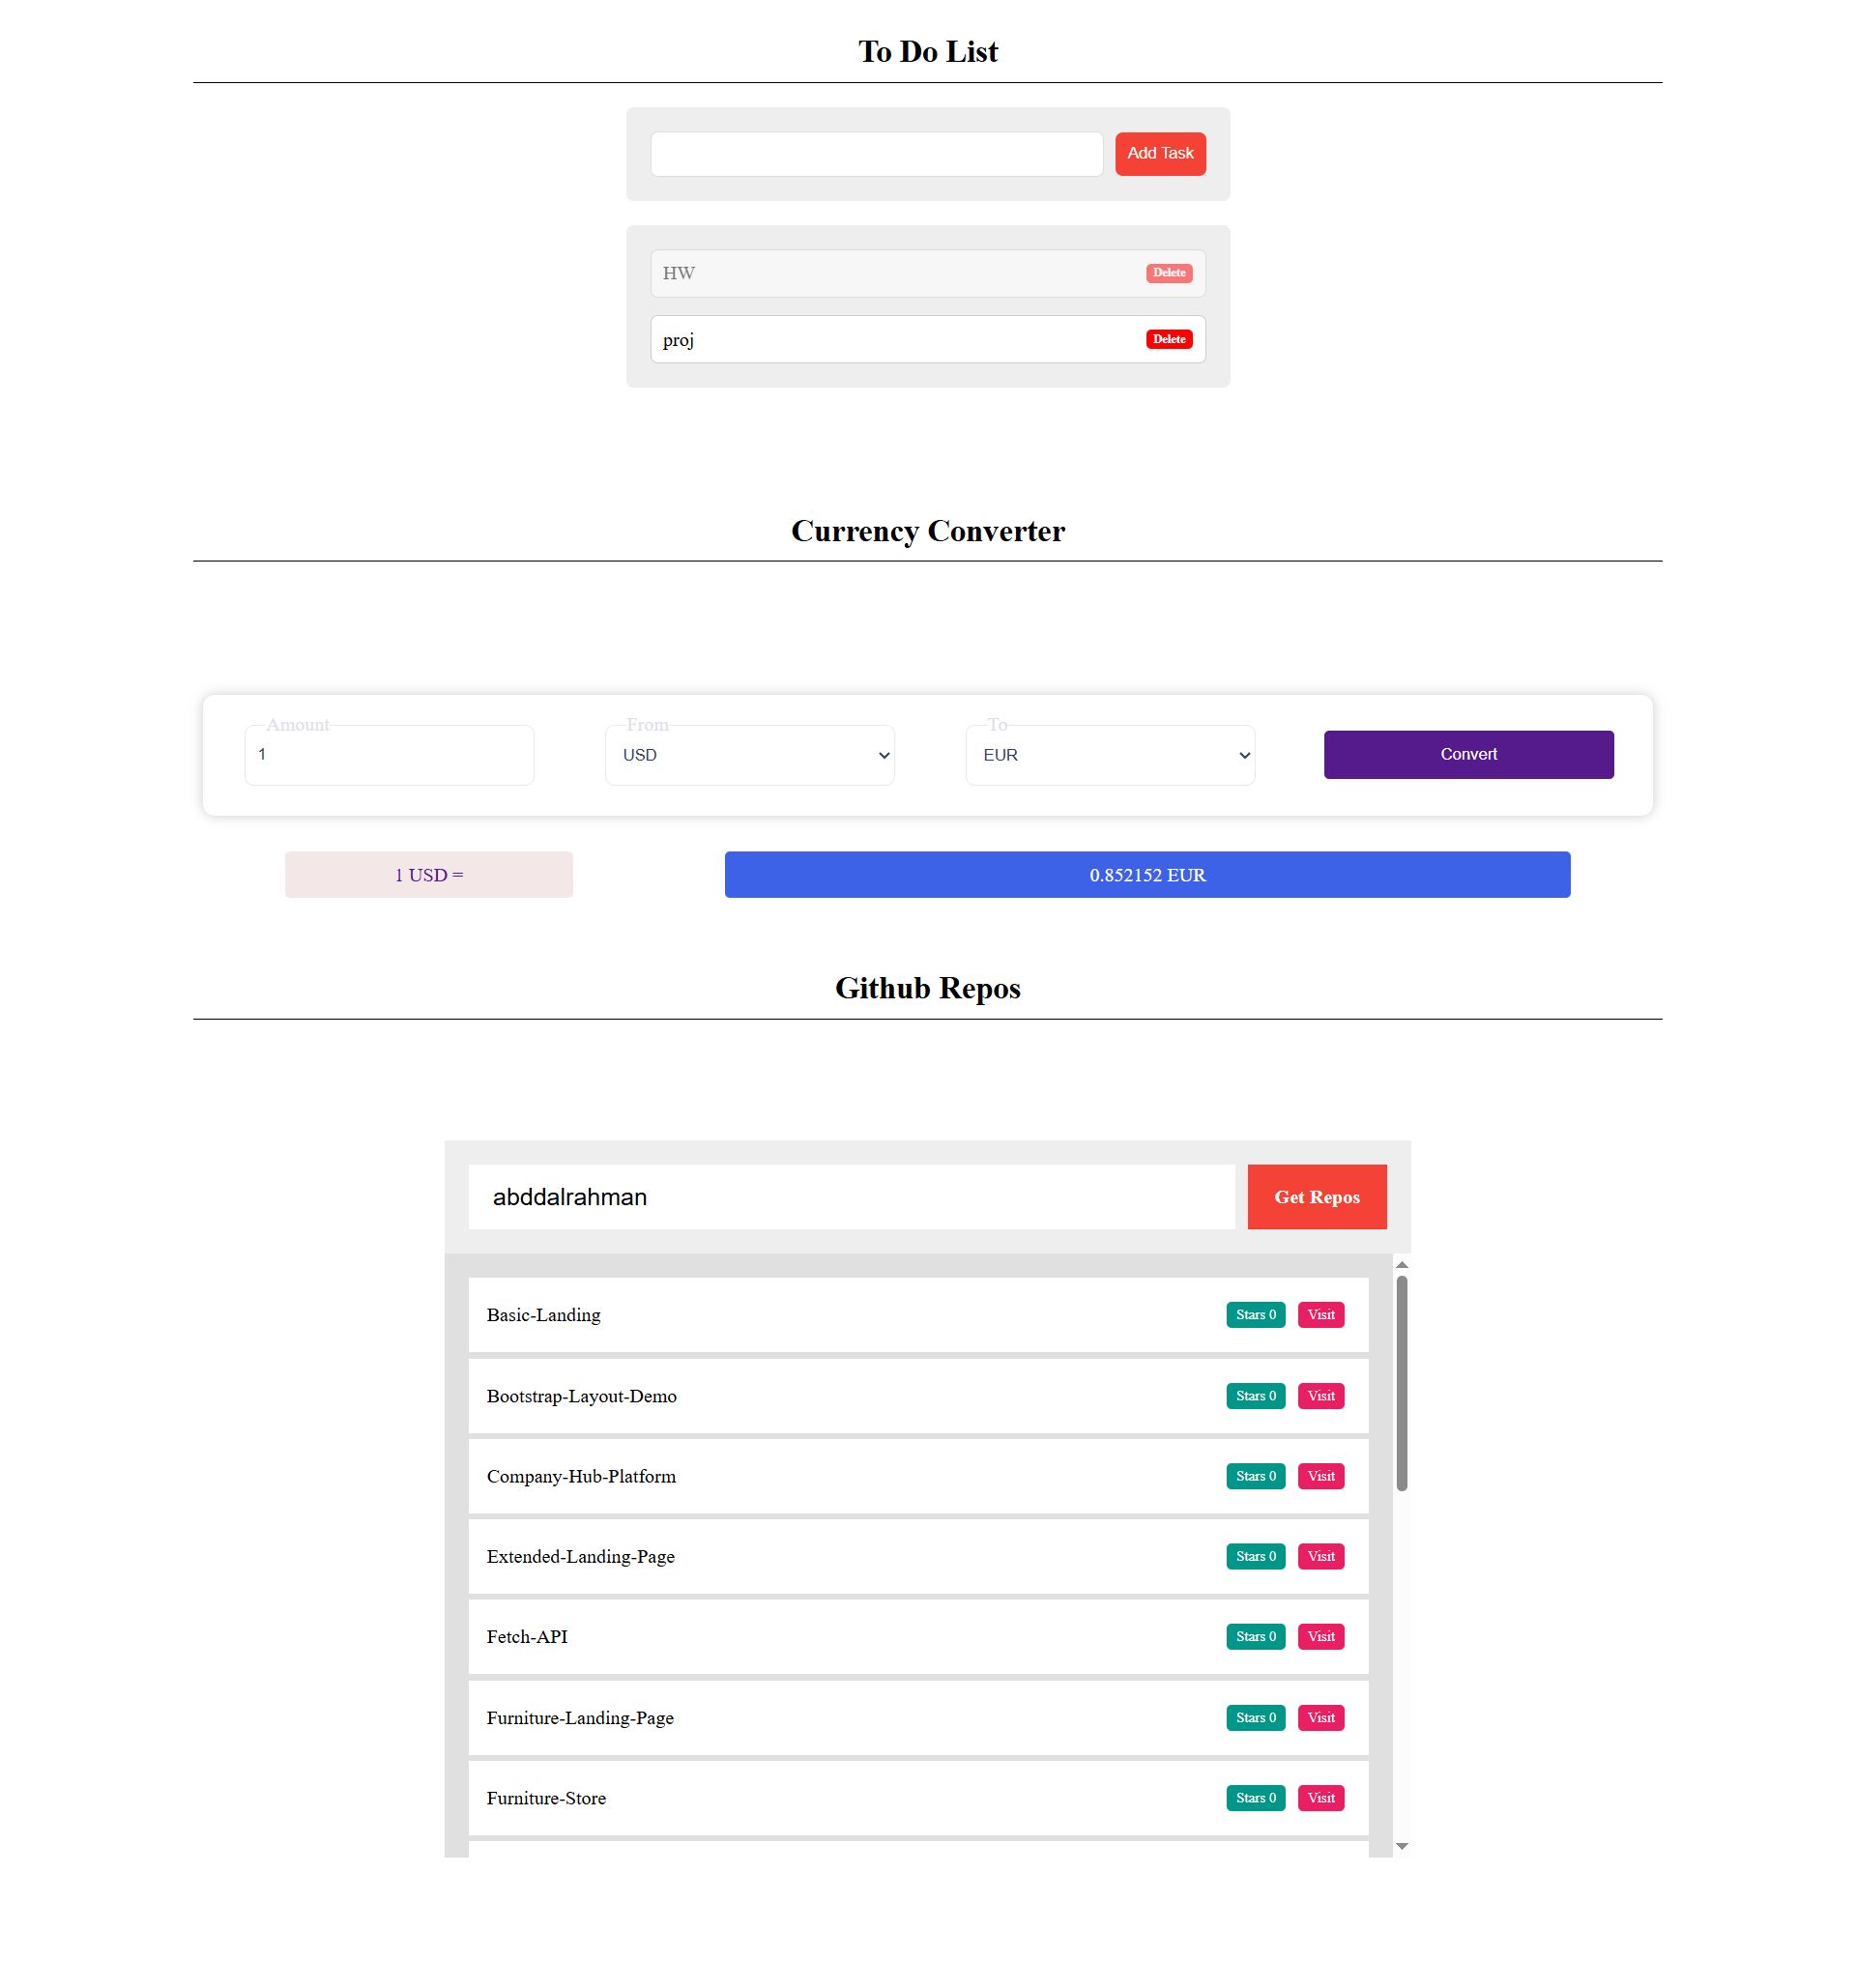 To Do List
Add Task
HW Delete
proj Delete
Currency Converter
Amount From To
1 USD EUR Convert
1 USD = 0.852152 EUR
Github Repos
abddalrahman Get Repos
Basic-Landing Stars 0 Visit
Bootstrap-Layout-Demo Stars 0 Visit
Company-Hub-Platform Stars 0 Visit
Extended-Landing-Page Stars 0 Visit
Fetch-API Stars 0 Visit
Furniture-Landing-Page Stars 0 Visit
Furniture-Store Stars 0 Visit